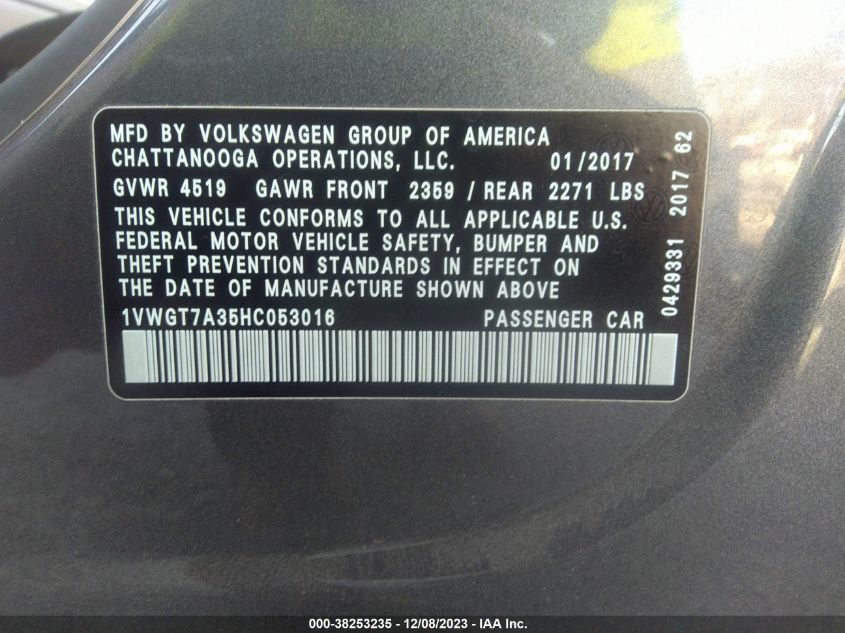 MFD BY VOLKSWAGEN GROUP OF AMERICA
CHATTANOOGA OPERATIONS, LLC. 01/2017
GVWR 4519 GAWR FRONT 2359 / REAR 2271 LBS
THIS VEHICLE CONFORMS TO ALL APPLICABLE U.S.
FEDERAL MOTOR VEHICLE SAFETY, BUMPER AND
THEFT PREVENTION STANDARDS IN EFFECT ON
THE DATE OF MANUFACTURE SHOWN ABOVE
1VWGT7A35HC053016 PASSENGER CAR
0429331 2017 62
000-38253235 - 12/08/2023 - IAA Inc.